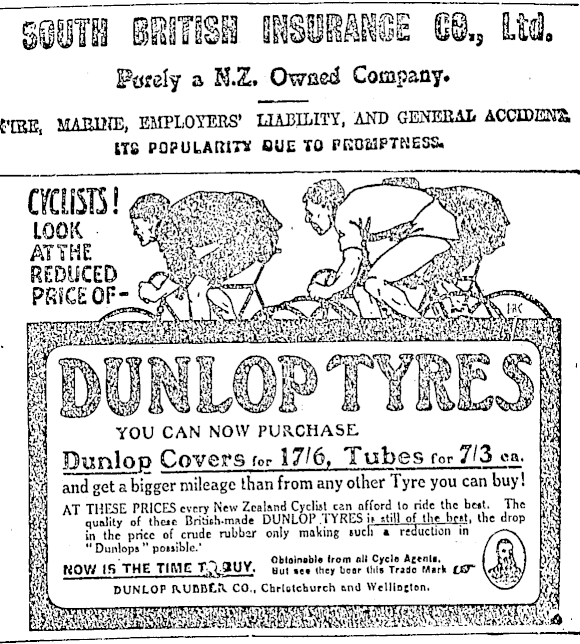 SOUTH BRITISH INSURANCE CO., Ltd.
Purely a N.Z. Owned Company.
FIRE, MARINE, EMPLOYERS' LIABILITY, AND GENERAL ACCIDENT.
ITS POPULARITY DUE TO PROMPTNESS.
CYCLISTS!
LOOK
AT THE
REDUCED
PRICE OF-
DUNLOP TYRES
YOU CAN NOW PURCHASE
Dunlop Covers for 17/6, Tubes for 7/3 ea.
and get a bigger mileage than from any other Tyre you can buy!
AT THESE PRICES every New Zealand Cyclist can afford to ride the best. The
quality of these British-made DUNLOP TYRES is still of the best, the drop
in the price of crude rubber only making such a reduction in
"Dunlops" possible.'
NOW IS THE TIME TO BUY.
Obtainable from all Cycle Agents,
But see they bear this Trade Mark
DUNLOP RUBBER CO., Christchurch and Wellington.